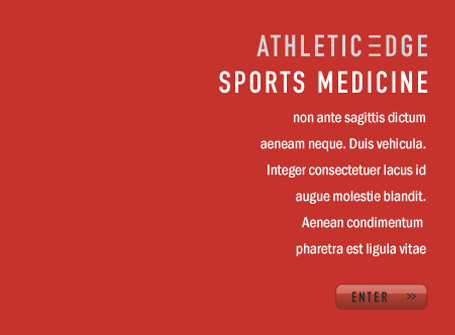 ATHLETIC EDGE
SPORTS MEDICINE
non ante sagittis dictum
aeneam neque. Duis vehicula.
Integer consectetuer lacus id
augue molestie blandit.
Aenean condimentum
pharetra est ligula vitae
ENTER >>